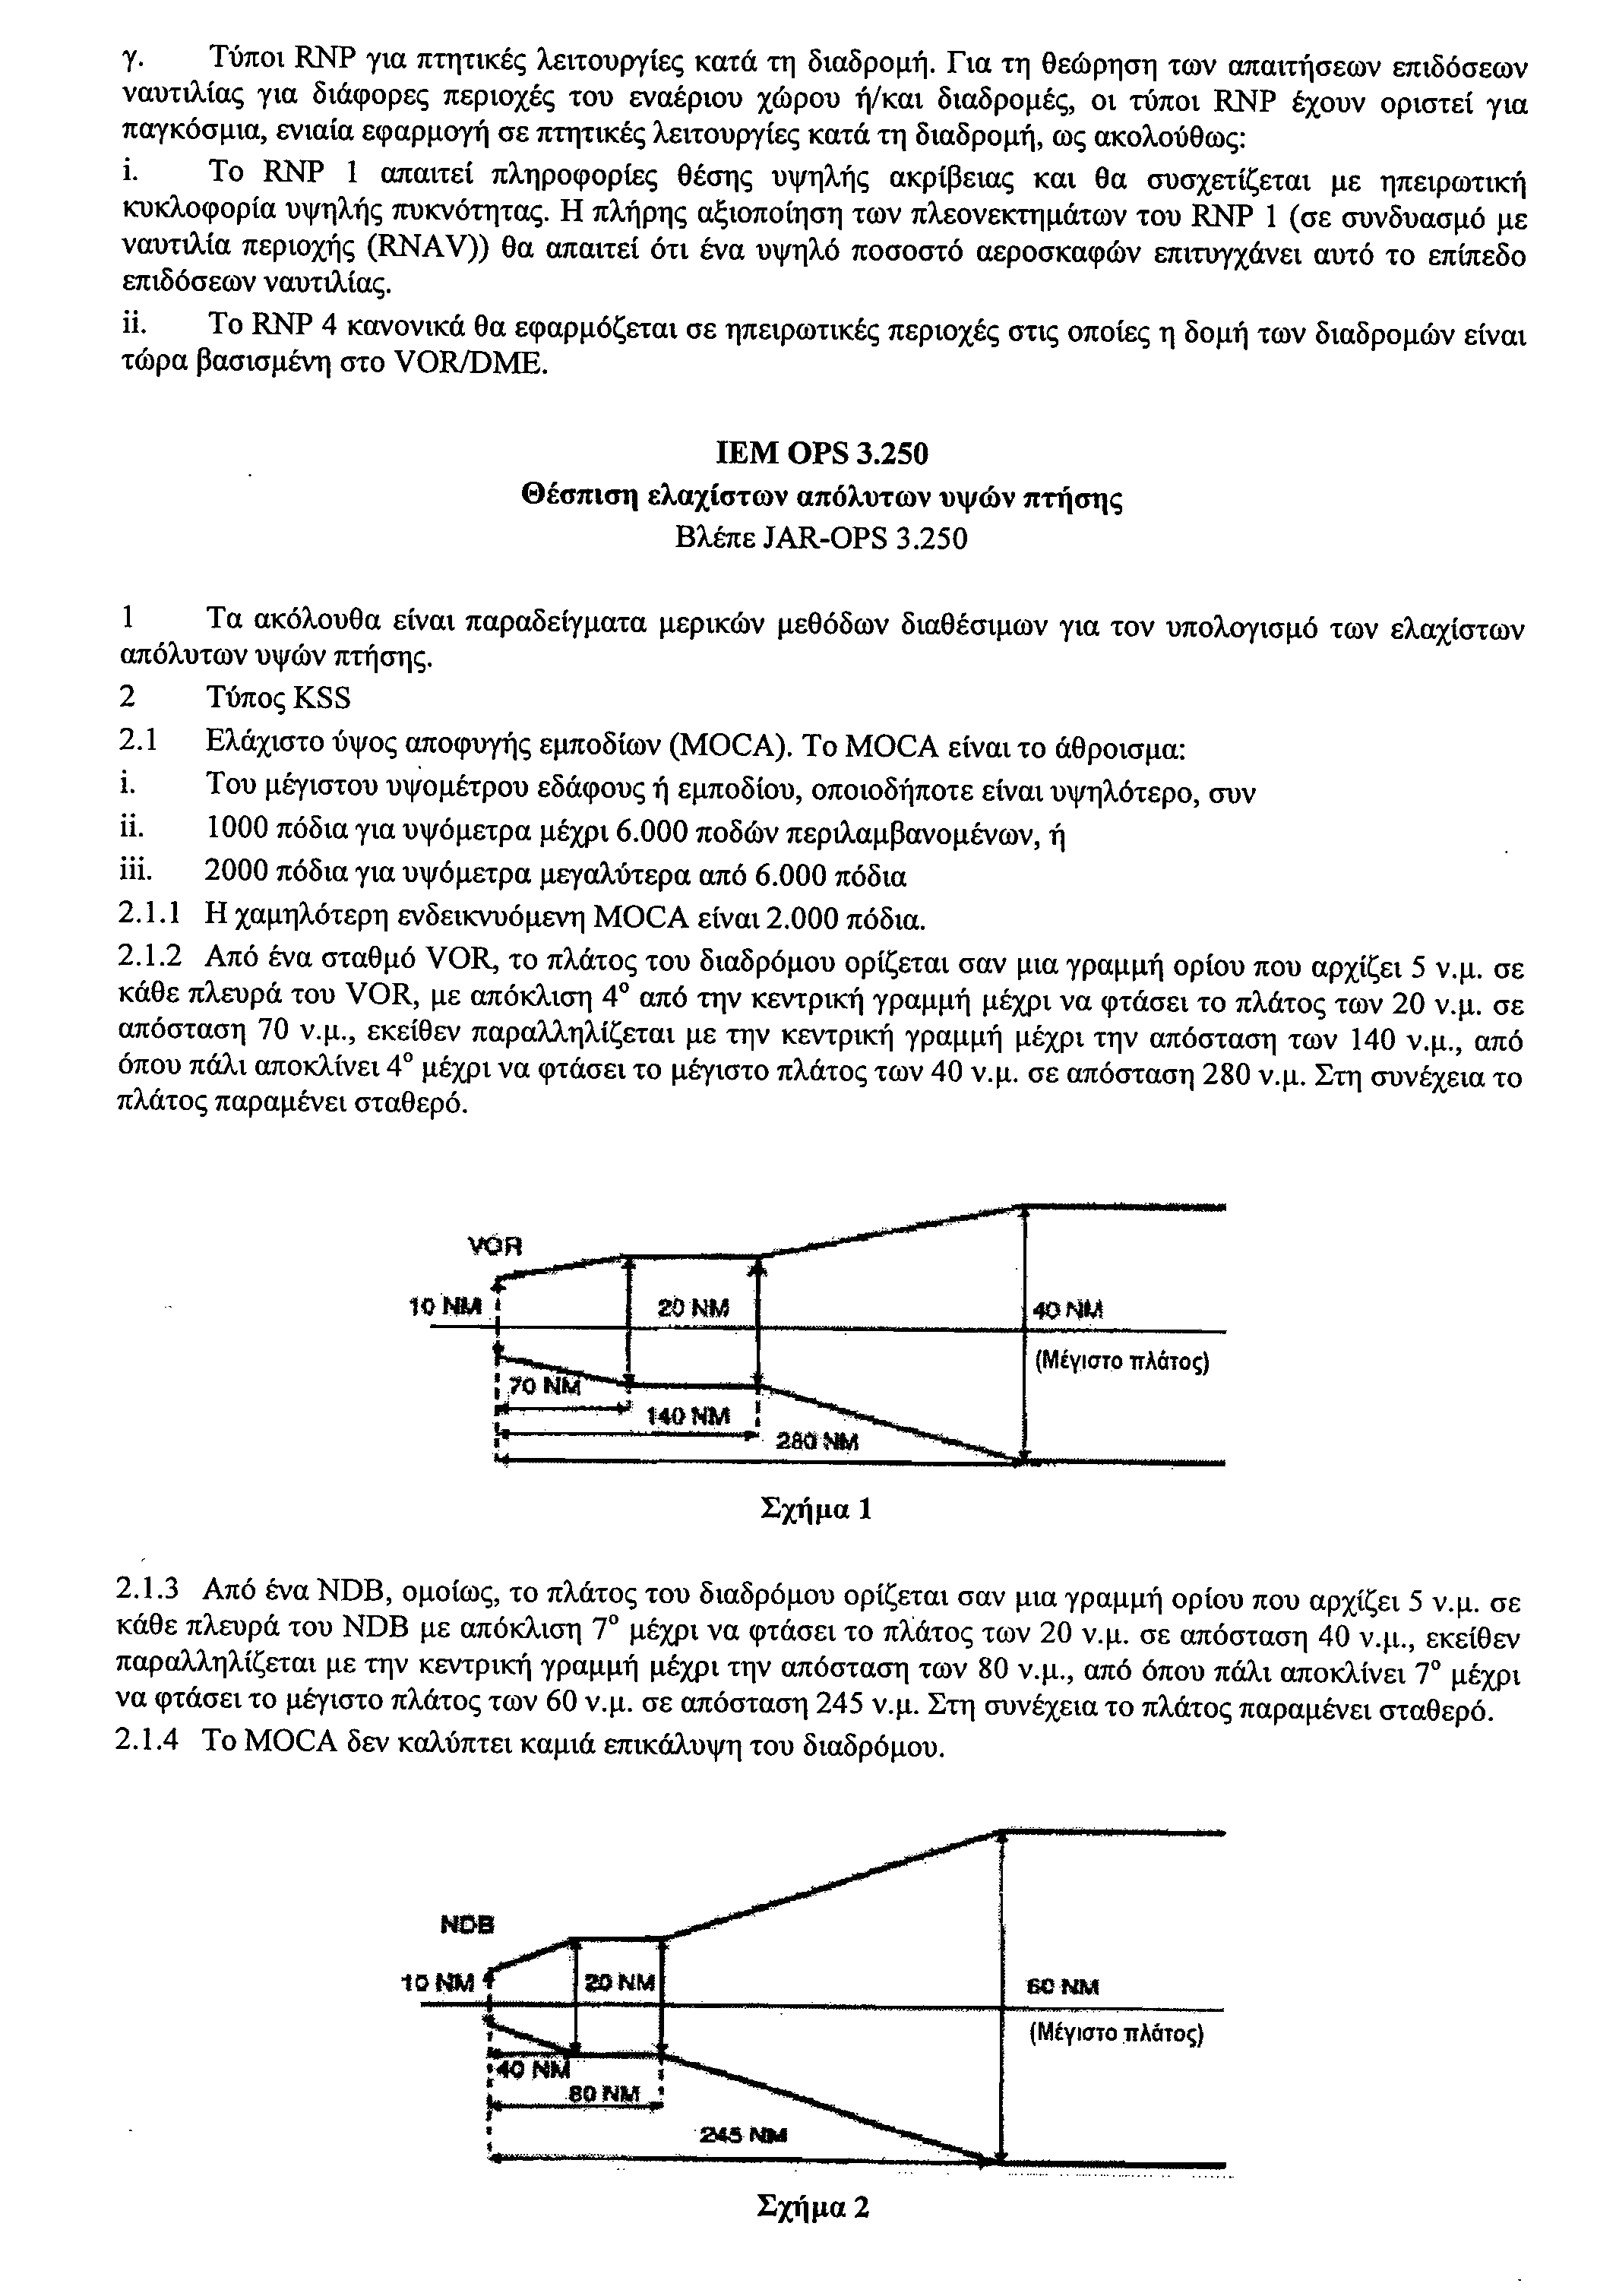 γ. Τύποι RNP για πτητικές λειτουργίες κατά τη διαδρομή. Για τη θεώρηση των απαιτήσεων επιδόσεων
ναυτιλίας για διάφορες περιοχές του εναέριου χώρου ή/και διαδρομές, οι τύποι RNP έχουν οριστεί για
παγκόσμια, ενιαία εφαρμογή σε πτητικές λειτουργίες κατά τη διαδρομή, ως ακολούθως:
i. Το RNP 1 απαιτεί πληροφορίες θέσης υψηλής ακρίβειας και θα συσχετίζεται με ηπειρωτική
κυκλοφορία υψηλής πυκνότητας. Η πλήρης αξιοποίηση των πλεονεκτημάτων του RNP 1 (σε συνδυασμό με
ναυτιλία περιοχής (RNAV)) θα απαιτεί ότι ένα υψηλό ποσοστό αεροσκαφών επιτυγχάνει αυτό το επίπεδο
επιδόσεων ναυτιλίας.
ii. Το RNP 4 κανονικά θα εφαρμόζεται σε ηπειρωτικές περιοχές στις οποίες η δομή των διαδρομών είναι
τώρα βασισμένη στο VOR/DME.
IEM OPS 3.250
Θέσπιση ελαχίστων απόλυτων υψών πτήσης
Βλέπε JAR-OPS 3.250
1 Τα ακόλουθα είναι παραδείγματα μερικών μεθόδων διαθέσιμων για τον υπολογισμό των ελαχίστων
απόλυτων υψών πτήσης.
2 Τύπος KSS
2.1 Ελάχιστο ύψος αποφυγής εμποδίων (MOCA). Το MOCA είναι το άθροισμα:
i. Του μέγιστου υψομέτρου εδάφους ή εμποδίου, οποιοδήποτε είναι υψηλότερο, συν
ii. 1000 πόδια για υψόμετρα μέχρι 6.000 ποδών περιλαμβανομένων, ή
iii. 2000 πόδια για υψόμετρα μεγαλύτερα από 6.000 πόδια
2.1.1 Η χαμηλότερη ενδεικνυόμενη MOCA είναι 2.000 πόδια.
2.1.2 Από ένα σταθμό VOR, το πλάτος του διαδρόμου ορίζεται σαν μια γραμμή ορίου που αρχίζει 5 ν.μ. σε
κάθε πλευρά του VOR, με απόκλιση 4° από την κεντρική γραμμή μέχρι να φτάσει το πλάτος των 20 ν.μ. σε
απόσταση 70 ν.μ., εκείθεν παραλληλίζεται με την κεντρική γραμμή μέχρι την απόσταση των 140 ν.μ., από
όπου πάλι αποκλίνει 4° μέχρι να φτάσει το μέγιστο πλάτος των 40 ν.μ. σε απόσταση 280 ν.μ. Στη συνέχεια το
πλάτος παραμένει σταθερό.
VOR
10 NM 20 NM 40 NM
(Μέγιστο πλάτος)
70 NM
140 NM
280 NM
Σχήμα 1
2.1.3 Από ένα NDB, ομοίως, το πλάτος του διαδρόμου ορίζεται σαν μια γραμμή ορίου που αρχίζει 5 ν.μ. σε
κάθε πλευρά του NDB με απόκλιση 7° μέχρι να φτάσει το πλάτος των 20 ν.μ. σε απόσταση 40 ν.μ., εκείθεν
παραλληλίζεται με την κεντρική γραμμή μέχρι την απόσταση των 80 ν.μ., από όπου πάλι αποκλίνει 7° μέχρι
να φτάσει το μέγιστο πλάτος των 60 ν.μ. σε απόσταση 245 ν.μ. Στη συνέχεια το πλάτος παραμένει σταθερό.
2.1.4 Το MOCA δεν καλύπτει καμιά επικάλυψη του διαδρόμου.
NDB
10 NM 20 NM 60 NM
(Μέγιστο πλάτος)
40 NM
80 NM
245 NM
Σχήμα 2